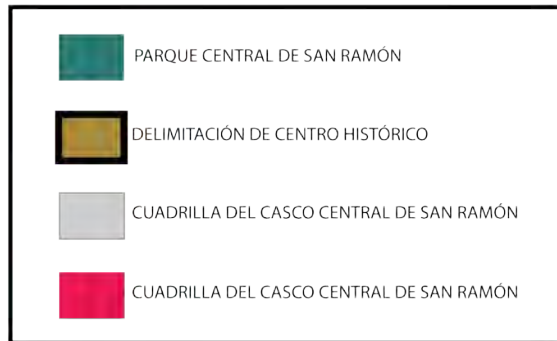 PARQUE CENTRAL DE SAN RAMÓN
DELIMITACIÓN DE CENTRO HISTÓRICO
CUADRILLA DEL CASCO CENTRAL DE SAN RAMÓN
CUADRILLA DEL CASCO CENTRAL DE SAN RAMÓN